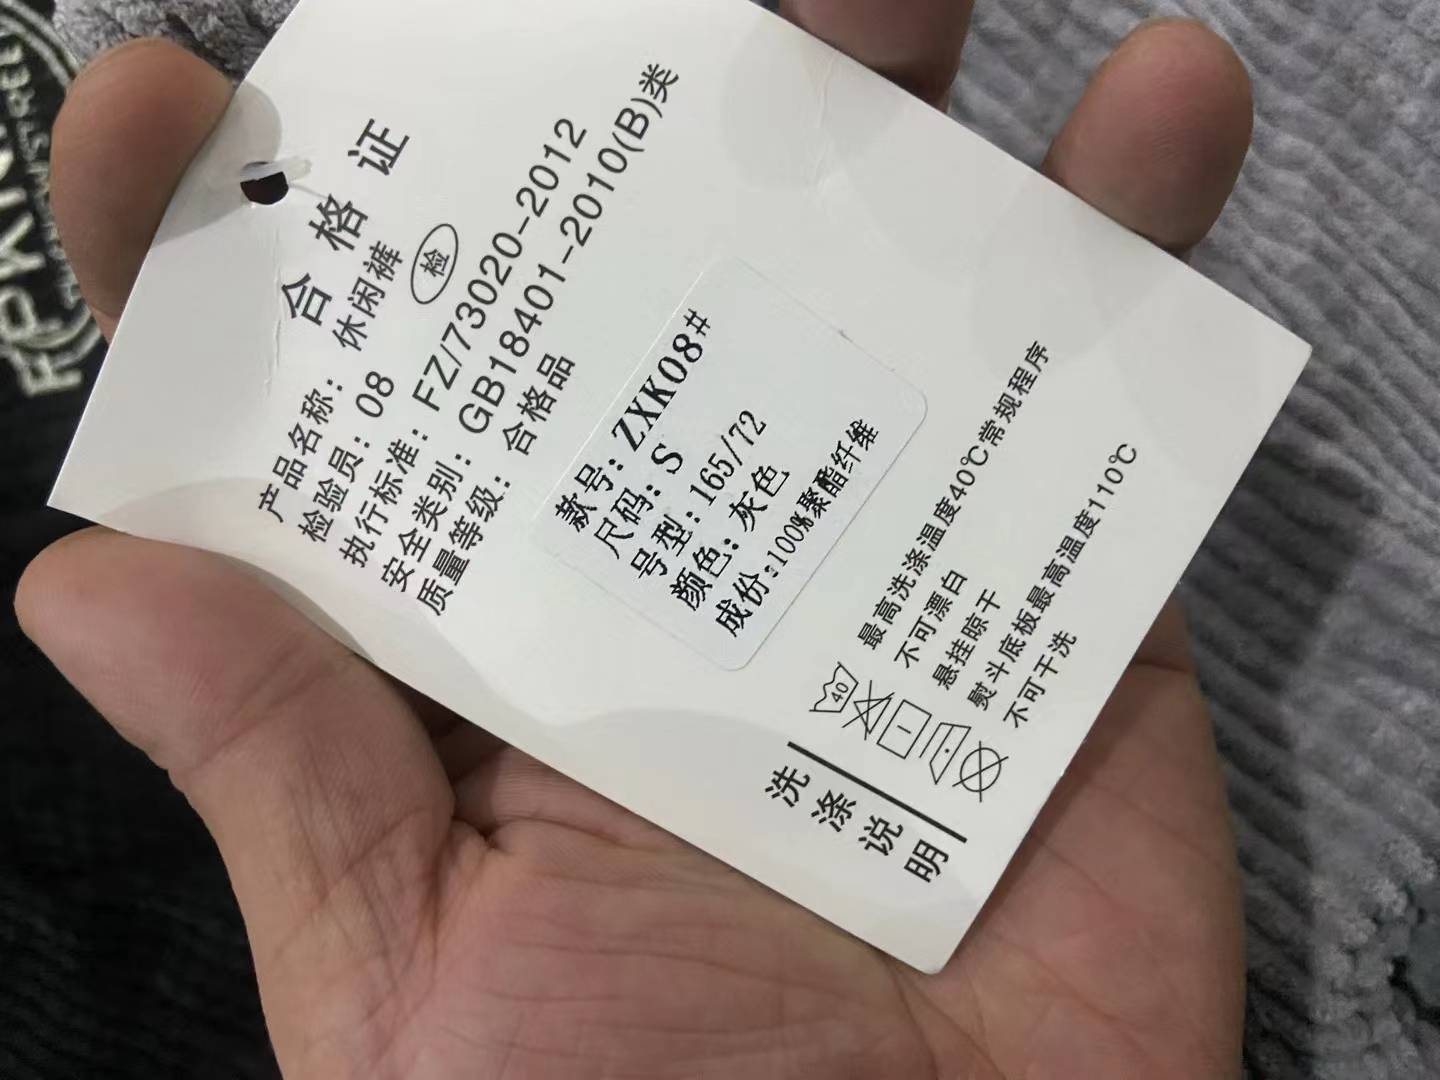 合格证
产品名称： 休闲裤
检验员： 08 检
执行标准： FZ/73020-2012
安全类别： GB18401-2010(B)类
质量等级： 合格品
款号: ZXK08#
尺码: S
号型: 165/72
颜色: 灰色
成份:100%聚酯纤维
洗涤说明
40 最高洗涤温度40℃常规程序
不可漂白
悬挂晾干
熨斗底板最高温度110℃
不可干洗